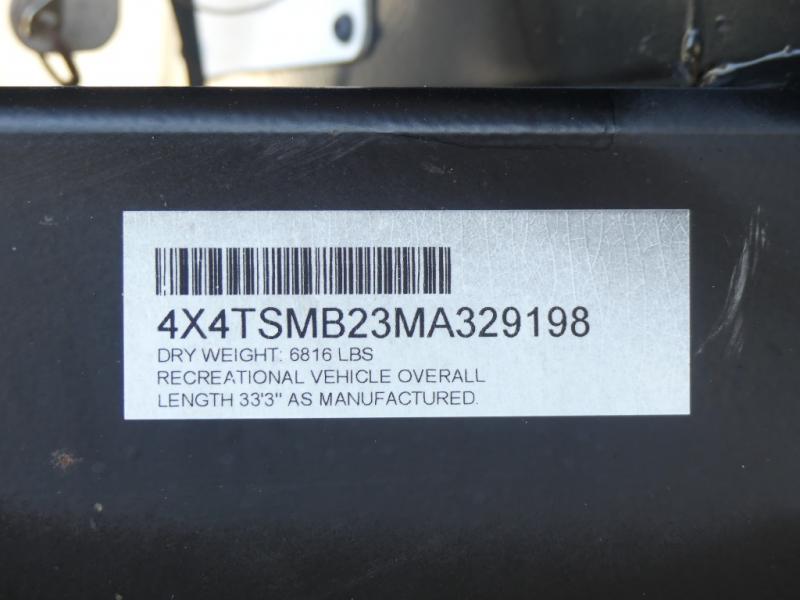 4X4TSMB23MA329198
DRY WEIGHT: 6816 LBS
RECREATIONAL VEHICLE OVERALL
LENGTH 33'3" AS MANUFACTURED.